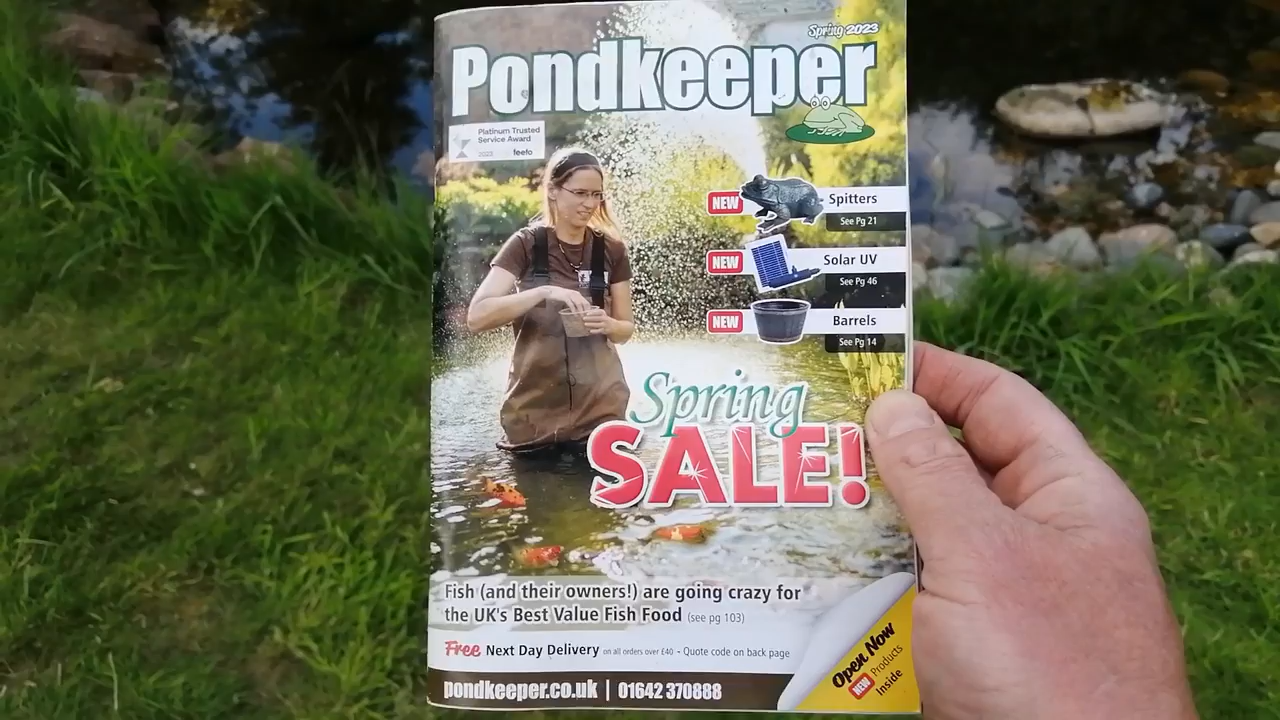 Spring 2023
Pondkeeper
Platinum Trusted
Service Award
2023 feefo
NEW Spitters
See Pg 21
NEW Solar UV
See Pg 46
NEW Barrels
See Pg 14
Spring
SALE!
Fish (and their owners!) are going crazy for
the UK's Best Value Fish Food (see pg 103)
Free Next Day Delivery on all orders over £40 - Quote code on back page
Open Now
NEW Products
Inside
pondkeeper.co.uk | 01642 370888